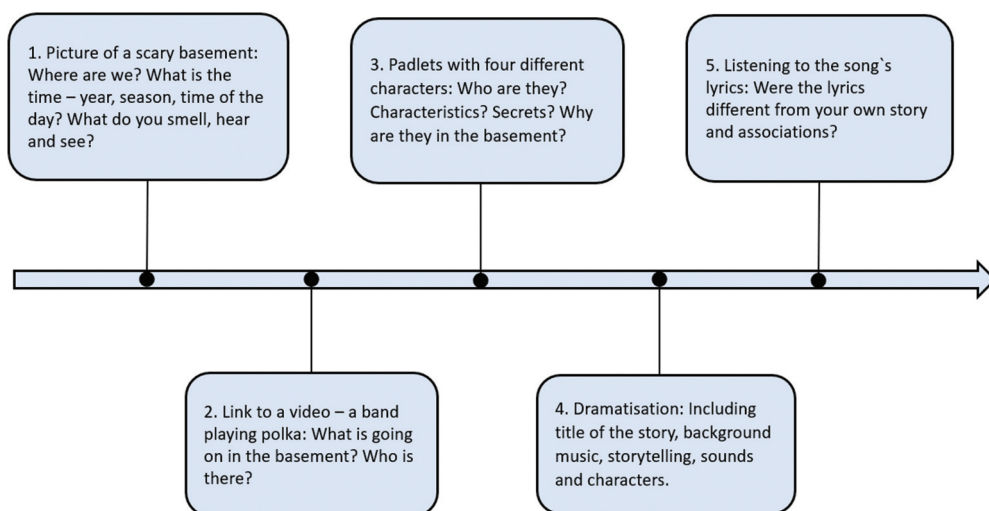 1. Picture of a scary basement:
Where are we? What is the
time – year, season, time of the
day? What do you smell, hear
and see?
2. Link to a video – a band
playing polka: What is going
on in the basement? Who is
there?
3. Padlets with four different
characters: Who are they?
Characteristics? Secrets? Why
are they in the basement?
4. Dramatisation: Including
title of the story, background
music, storytelling, sounds
and characters.
5. Listening to the song`s
lyrics: Were the lyrics
different from your own story
and associations?